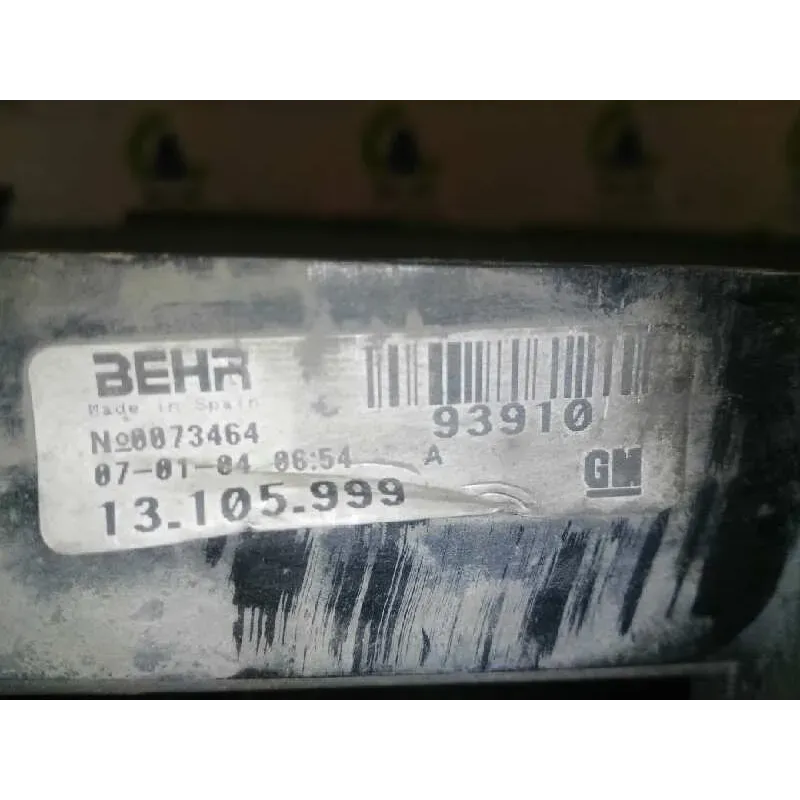 BEHR
Made in Spain
93910
Nº0073464
07-01-04 06:54 A
GM
13.105.999